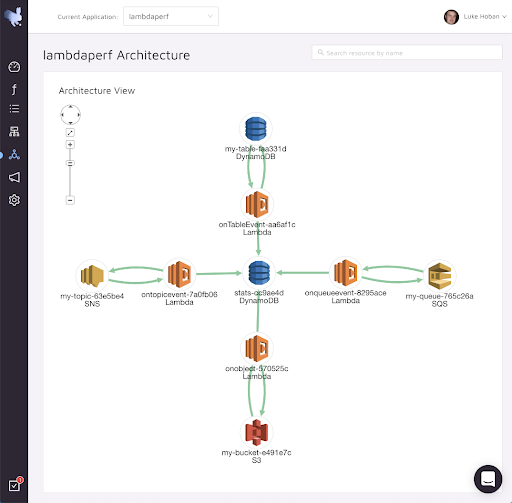 Current Application:
lambdaperf
Luke Hoban
lambdaperf Architecture
Search resource by name
Architecture View
my-table-faa331d
DynamoDB
onTableEvent-aa6af1c
Lambda
my-topic-63e5be4
SNS
ontopicevent-7a0fb06
Lambda
stats-cc9ae4d
DynamoDB
onqueueevent-8295ace
Lambda
my-queue-765c26a
SQS
onobject-570525c
Lambda
my-bucket-e491e7c
S3